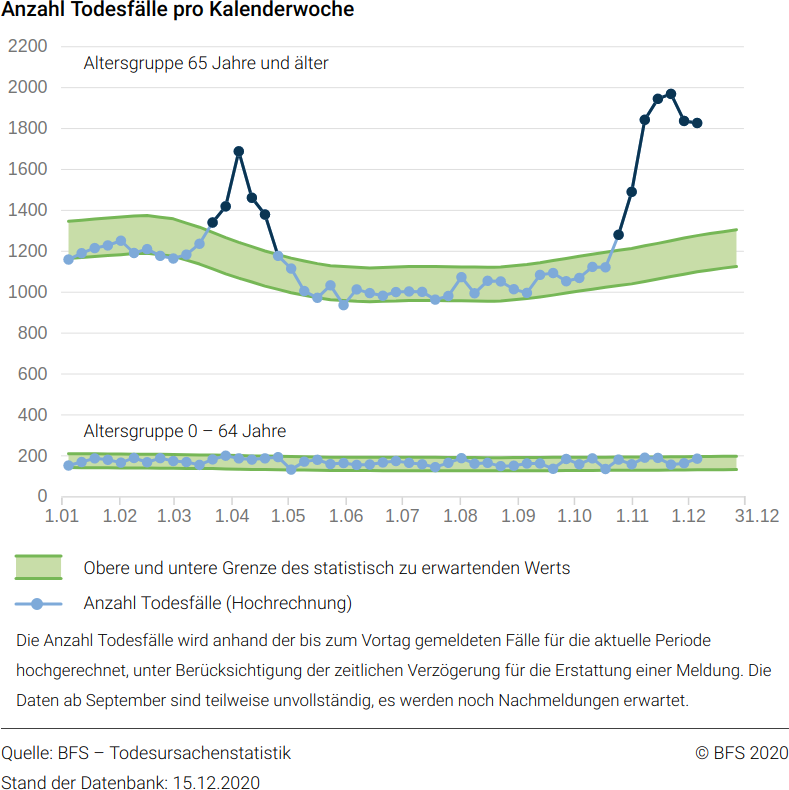 Anzahl Todesfälle pro Kalenderwoche
2200
Altersgruppe 65 Jahre und älter
2000
1800
1600
1400
1200
1000
800
600
400
Altersgruppe 0 – 64 Jahre
200
0
1.01 1.02 1.03 1.04 1.05 1.06 1.07 1.08 1.09 1.10 1.11 1.12 31.12
Obere und untere Grenze des statistisch zu erwartenden Werts
Anzahl Todesfälle (Hochrechnung)
Die Anzahl Todesfälle wird anhand der bis zum Vortag gemeldeten Fälle für die aktuelle Periode
hochgerechnet, unter Berücksichtigung der zeitlichen Verzögerung für die Erstattung einer Meldung. Die
Daten ab September sind teilweise unvollständig, es werden noch Nachmeldungen erwartet.
Quelle: BFS – Todesursachenstatistik © BFS 2020
Stand der Datenbank: 15.12.2020